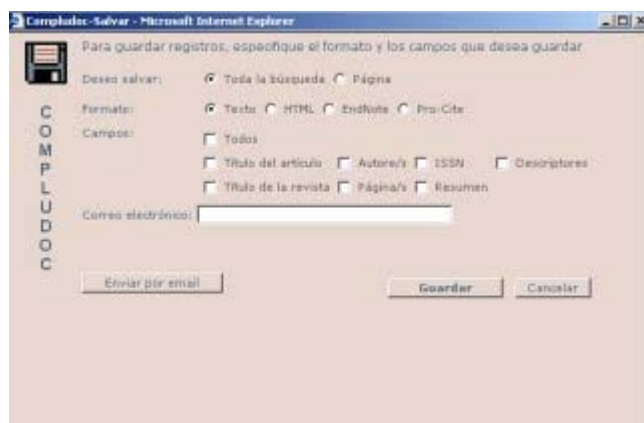 Compludoc-Salvar - Microsoft Internet Explorer
Para guardar registros, especifique el formato y los campos que desea guardar
Deseo salvar: Toda la búsqueda Página
Formato: Texto HTML EndNote Pro-Cite
Campos: Todos
Título del artículo Autore/s ISSN Descriptores
Título de la revista Página/s Resumen
Correo electrónico:
Enviar por email Guardar Cancelar
COMPLUDOC